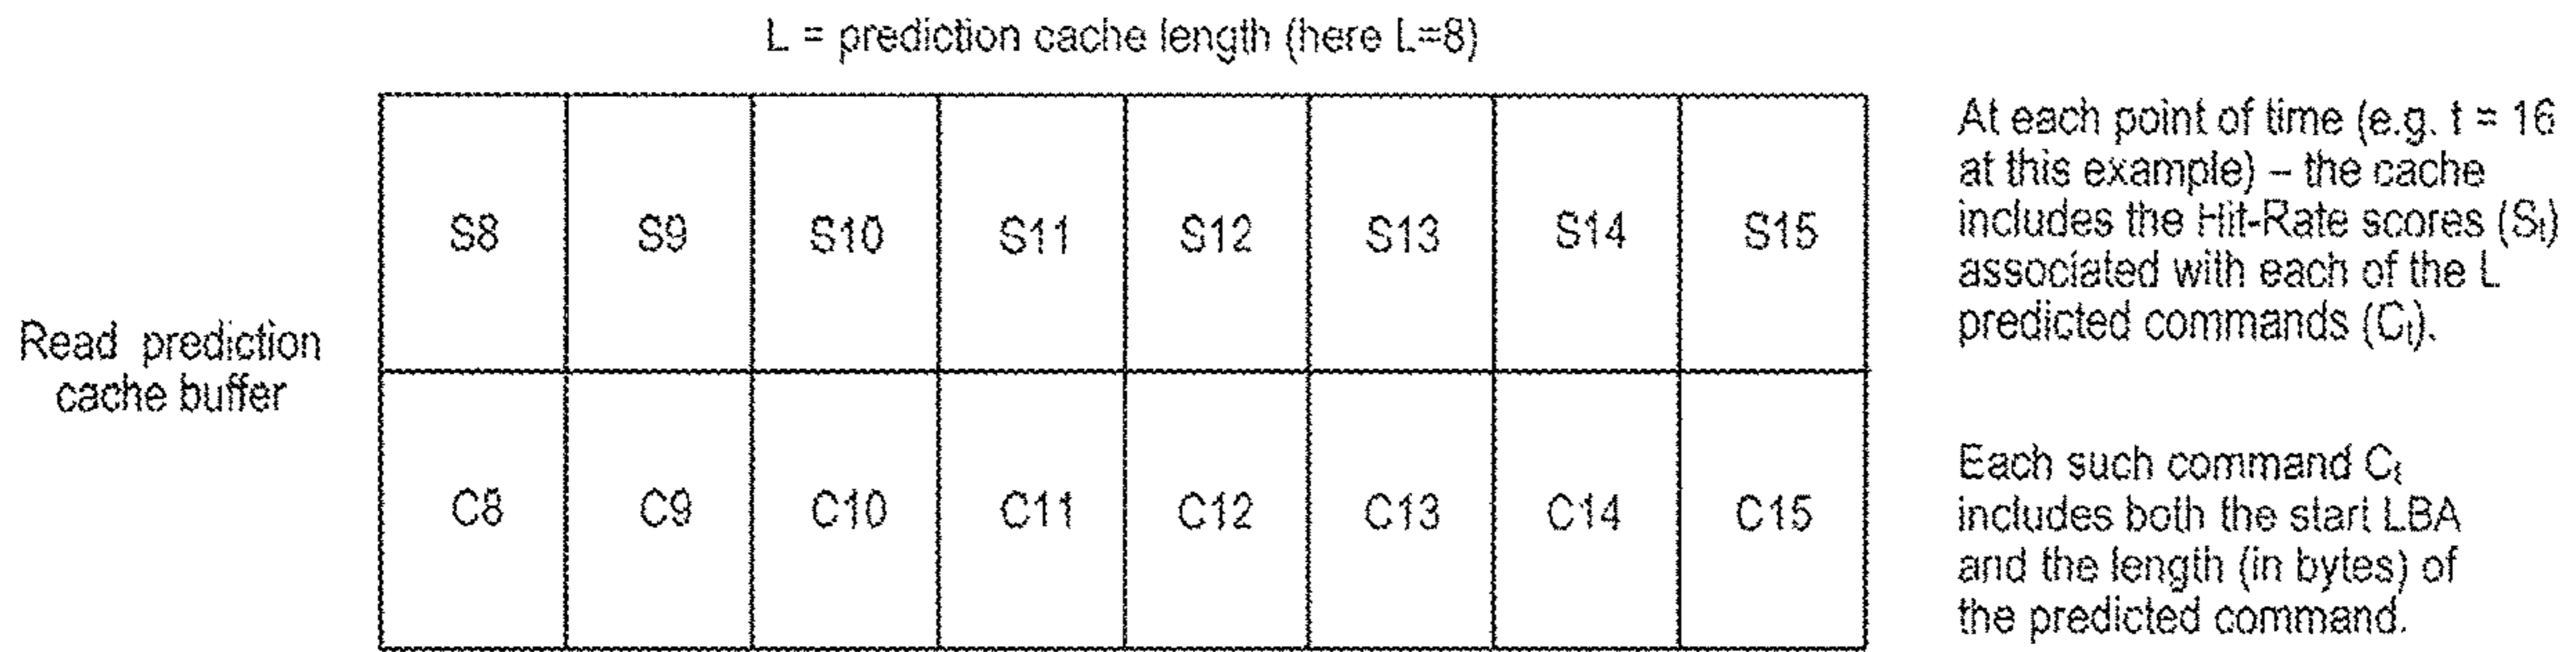 L = prediction cache length (here L=8)
S8 S9 S10 S11 S12 S13 S14 S15
Read prediction
cache buffer
C8 C9 C10 C11 C12 C13 C14 C15
At each point of time (e.g. t = 16
at this example) – the cache
includes the Hit-Rate scores (Sₜ)
associated with each of the L
predicted commands (Cₜ).
Each such command Cₜ
includes both the start LBA
and the length (in bytes) of
the predicted command.